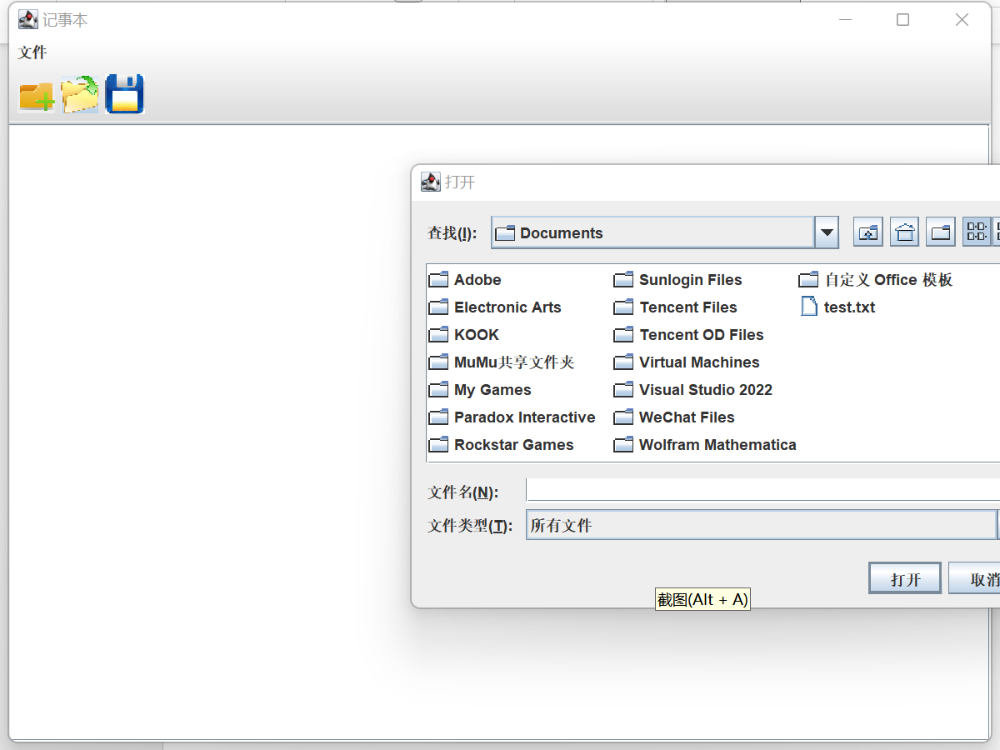 记事本
文件
打开
查找(I):
Documents
Adobe
Electronic Arts
KOOK
MuMu共享文件夹
My Games
Paradox Interactive
Rockstar Games
Sunlogin Files
Tencent Files
Tencent OD Files
Virtual Machines
Visual Studio 2022
WeChat Files
Wolfram Mathematica
自定义 Office 模板
test.txt
文件名(N):
文件类型(T):
所有文件
打开
取消
截图(Alt + A)